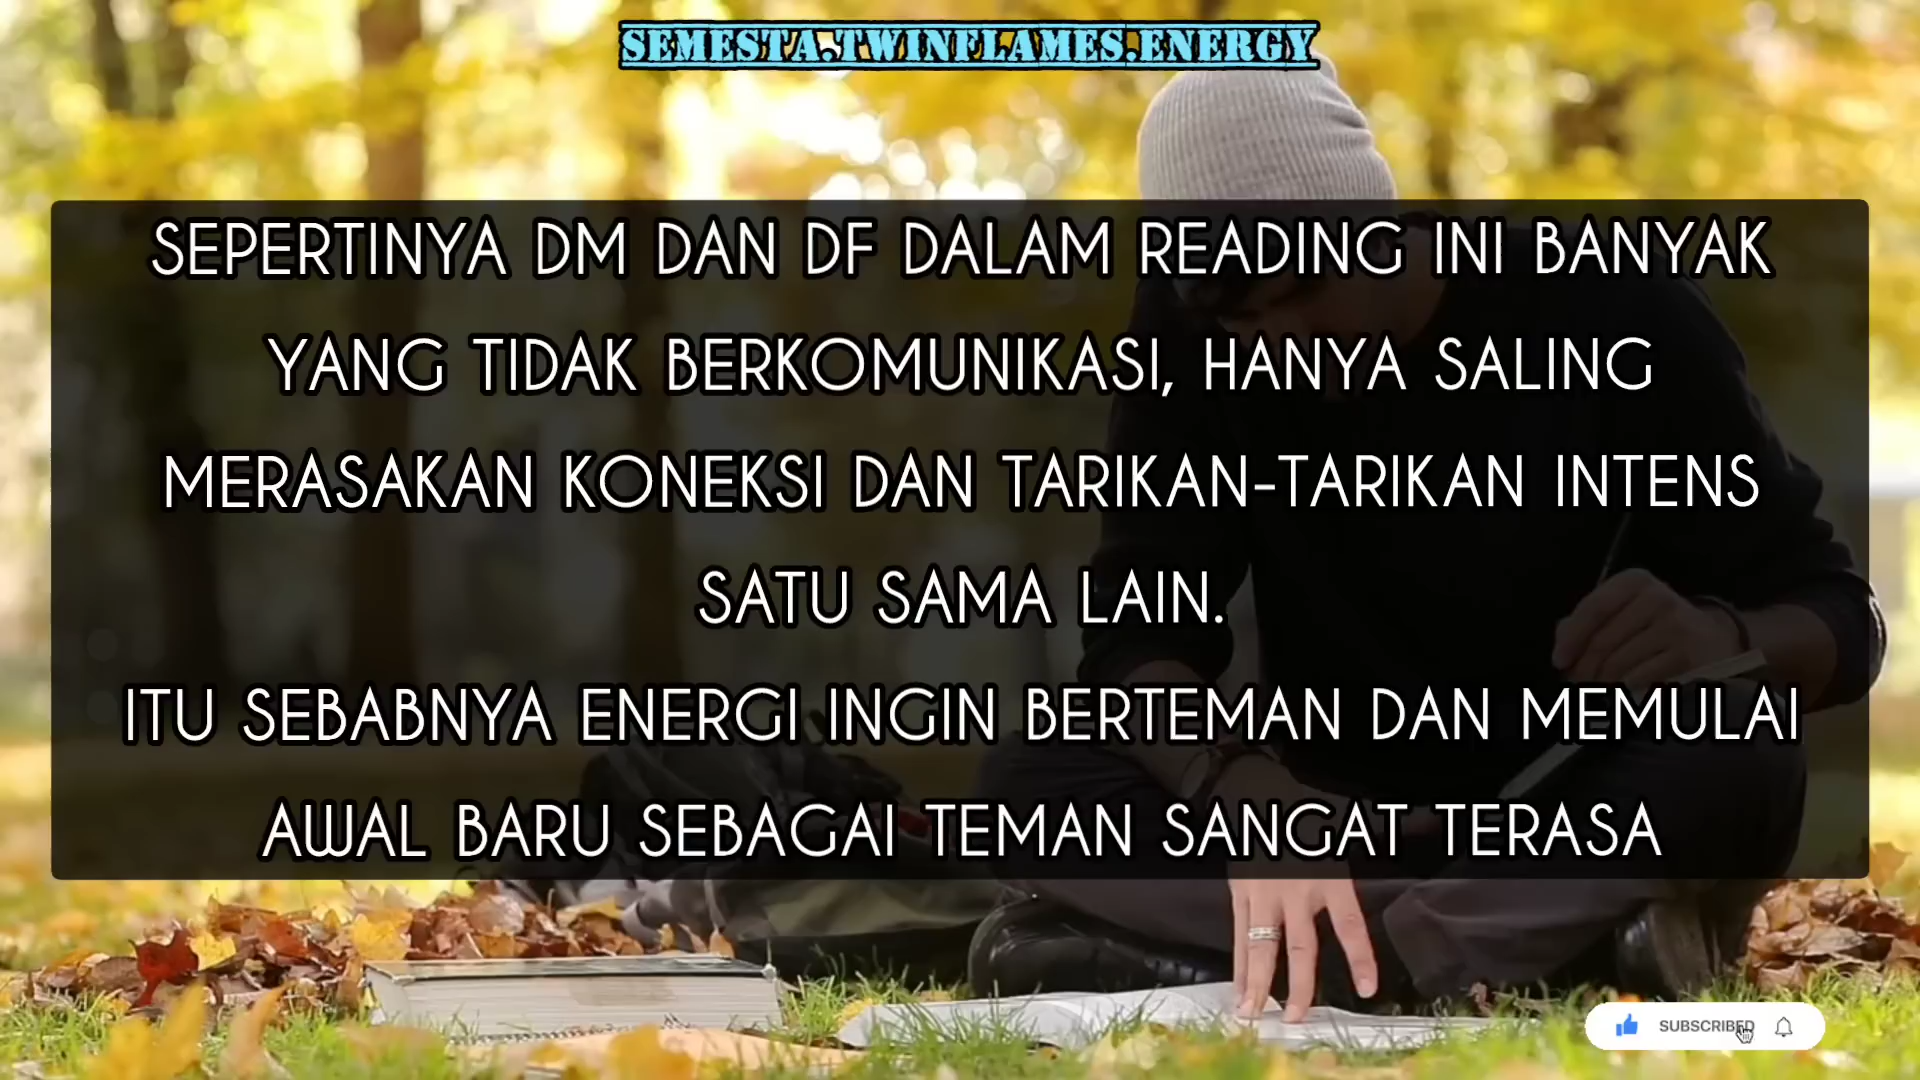 SEMESTA.TWINFLAMES.ENERGY
SEPERTINYA DM DAN DF DALAM READING INI BANYAK
YANG TIDAK BERKOMUNIKASI, HANYA SALING
MERASAKAN KONEKSI DAN TARIKAN-TARIKAN INTENS
SATU SAMA LAIN.
ITU SEBABNYA ENERGI INGIN BERTEMAN DAN MEMULAI
AWAL BARU SEBAGAI TEMAN SANGAT TERASA
SUBSCRIBED